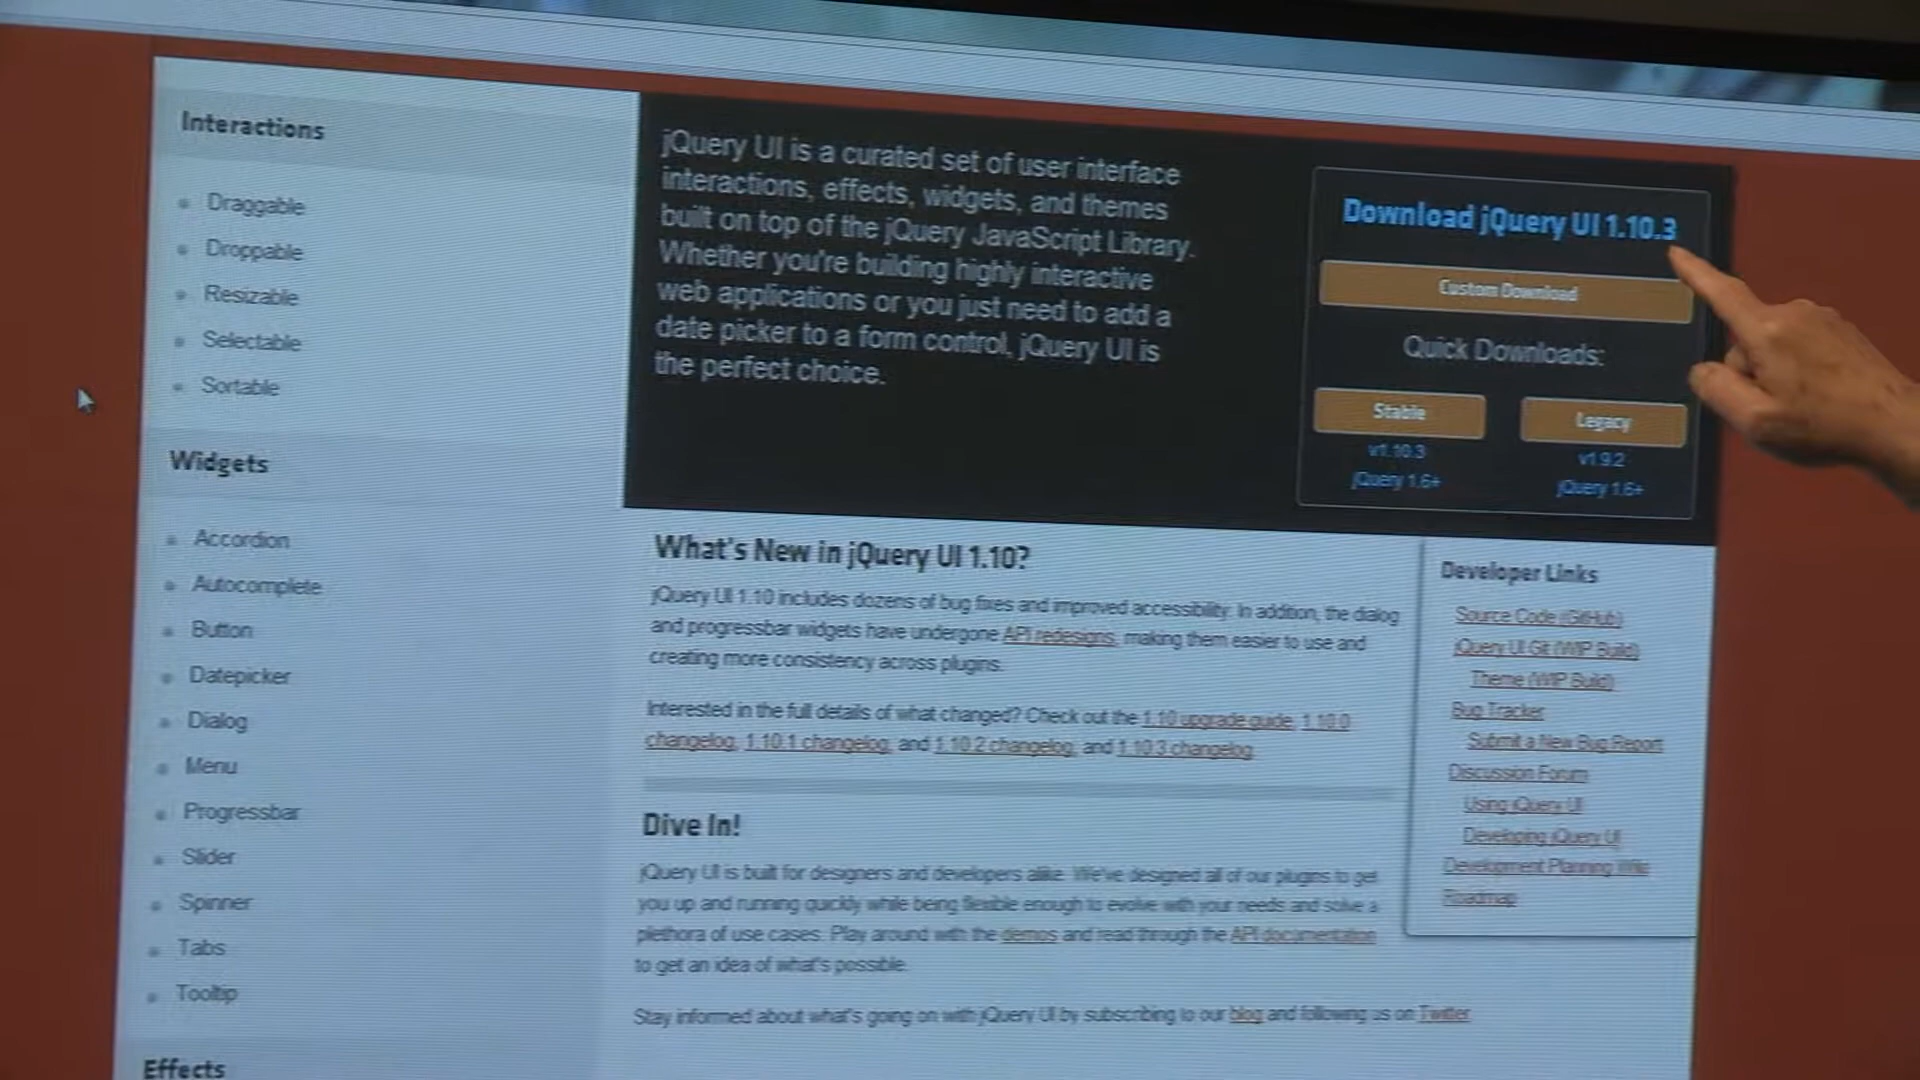 Interactions
Draggable
Droppable
Resizable
Selectable
Sortable
Widgets
Accordion
Autocomplete
Button
Datepicker
Dialog
Menu
Progressbar
Slider
Spinner
Tabs
Tooltip
Effects
jQuery UI is a curated set of user interface
interactions, effects, widgets, and themes
built on top of the jQuery JavaScript Library.
Whether you're building highly interactive
web applications or you just need to add a
date picker to a form control, jQuery UI is
the perfect choice.
Download jQuery UI 1.10.3
Custom Download
Quick Downloads:
Stable
v1.10.3
jQuery 1.6+
Legacy
v1.9.2
jQuery 1.6+
What's New in jQuery UI 1.10?
jQuery UI 1.10 includes dozens of bug fixes and improved accessibility. In addition, the dialog
and progressbar widgets have undergone API redesigns, making them easier to use and
creating more consistency across plugins.
Interested in the full details of what changed? Check out the 1.10 upgrade guide, 1.10.0
changelog, 1.10.1 changelog, and 1.10.2 changelog, and 1.10.3 changelog.
Dive In!
jQuery UI is built for designers and developers alike. We've designed all of our plugins to get
you up and running quickly while being flexible enough to evolve with your needs and solve a
plethora of use cases. Play around with the demos and read through the API documentation
to get an idea of what's possible.
Stay informed about what's going on with jQuery UI by subscribing to our blog and following us on Twitter.
Developer Links
Source Code (GitHub)
jQuery UI Git (WIP Build)
Theme (WIP Build)
Bug Tracker
Submit a New Bug Report
Discussion Forum
Using jQuery UI
Developing jQuery UI
Development Planning Wiki
Roadmap